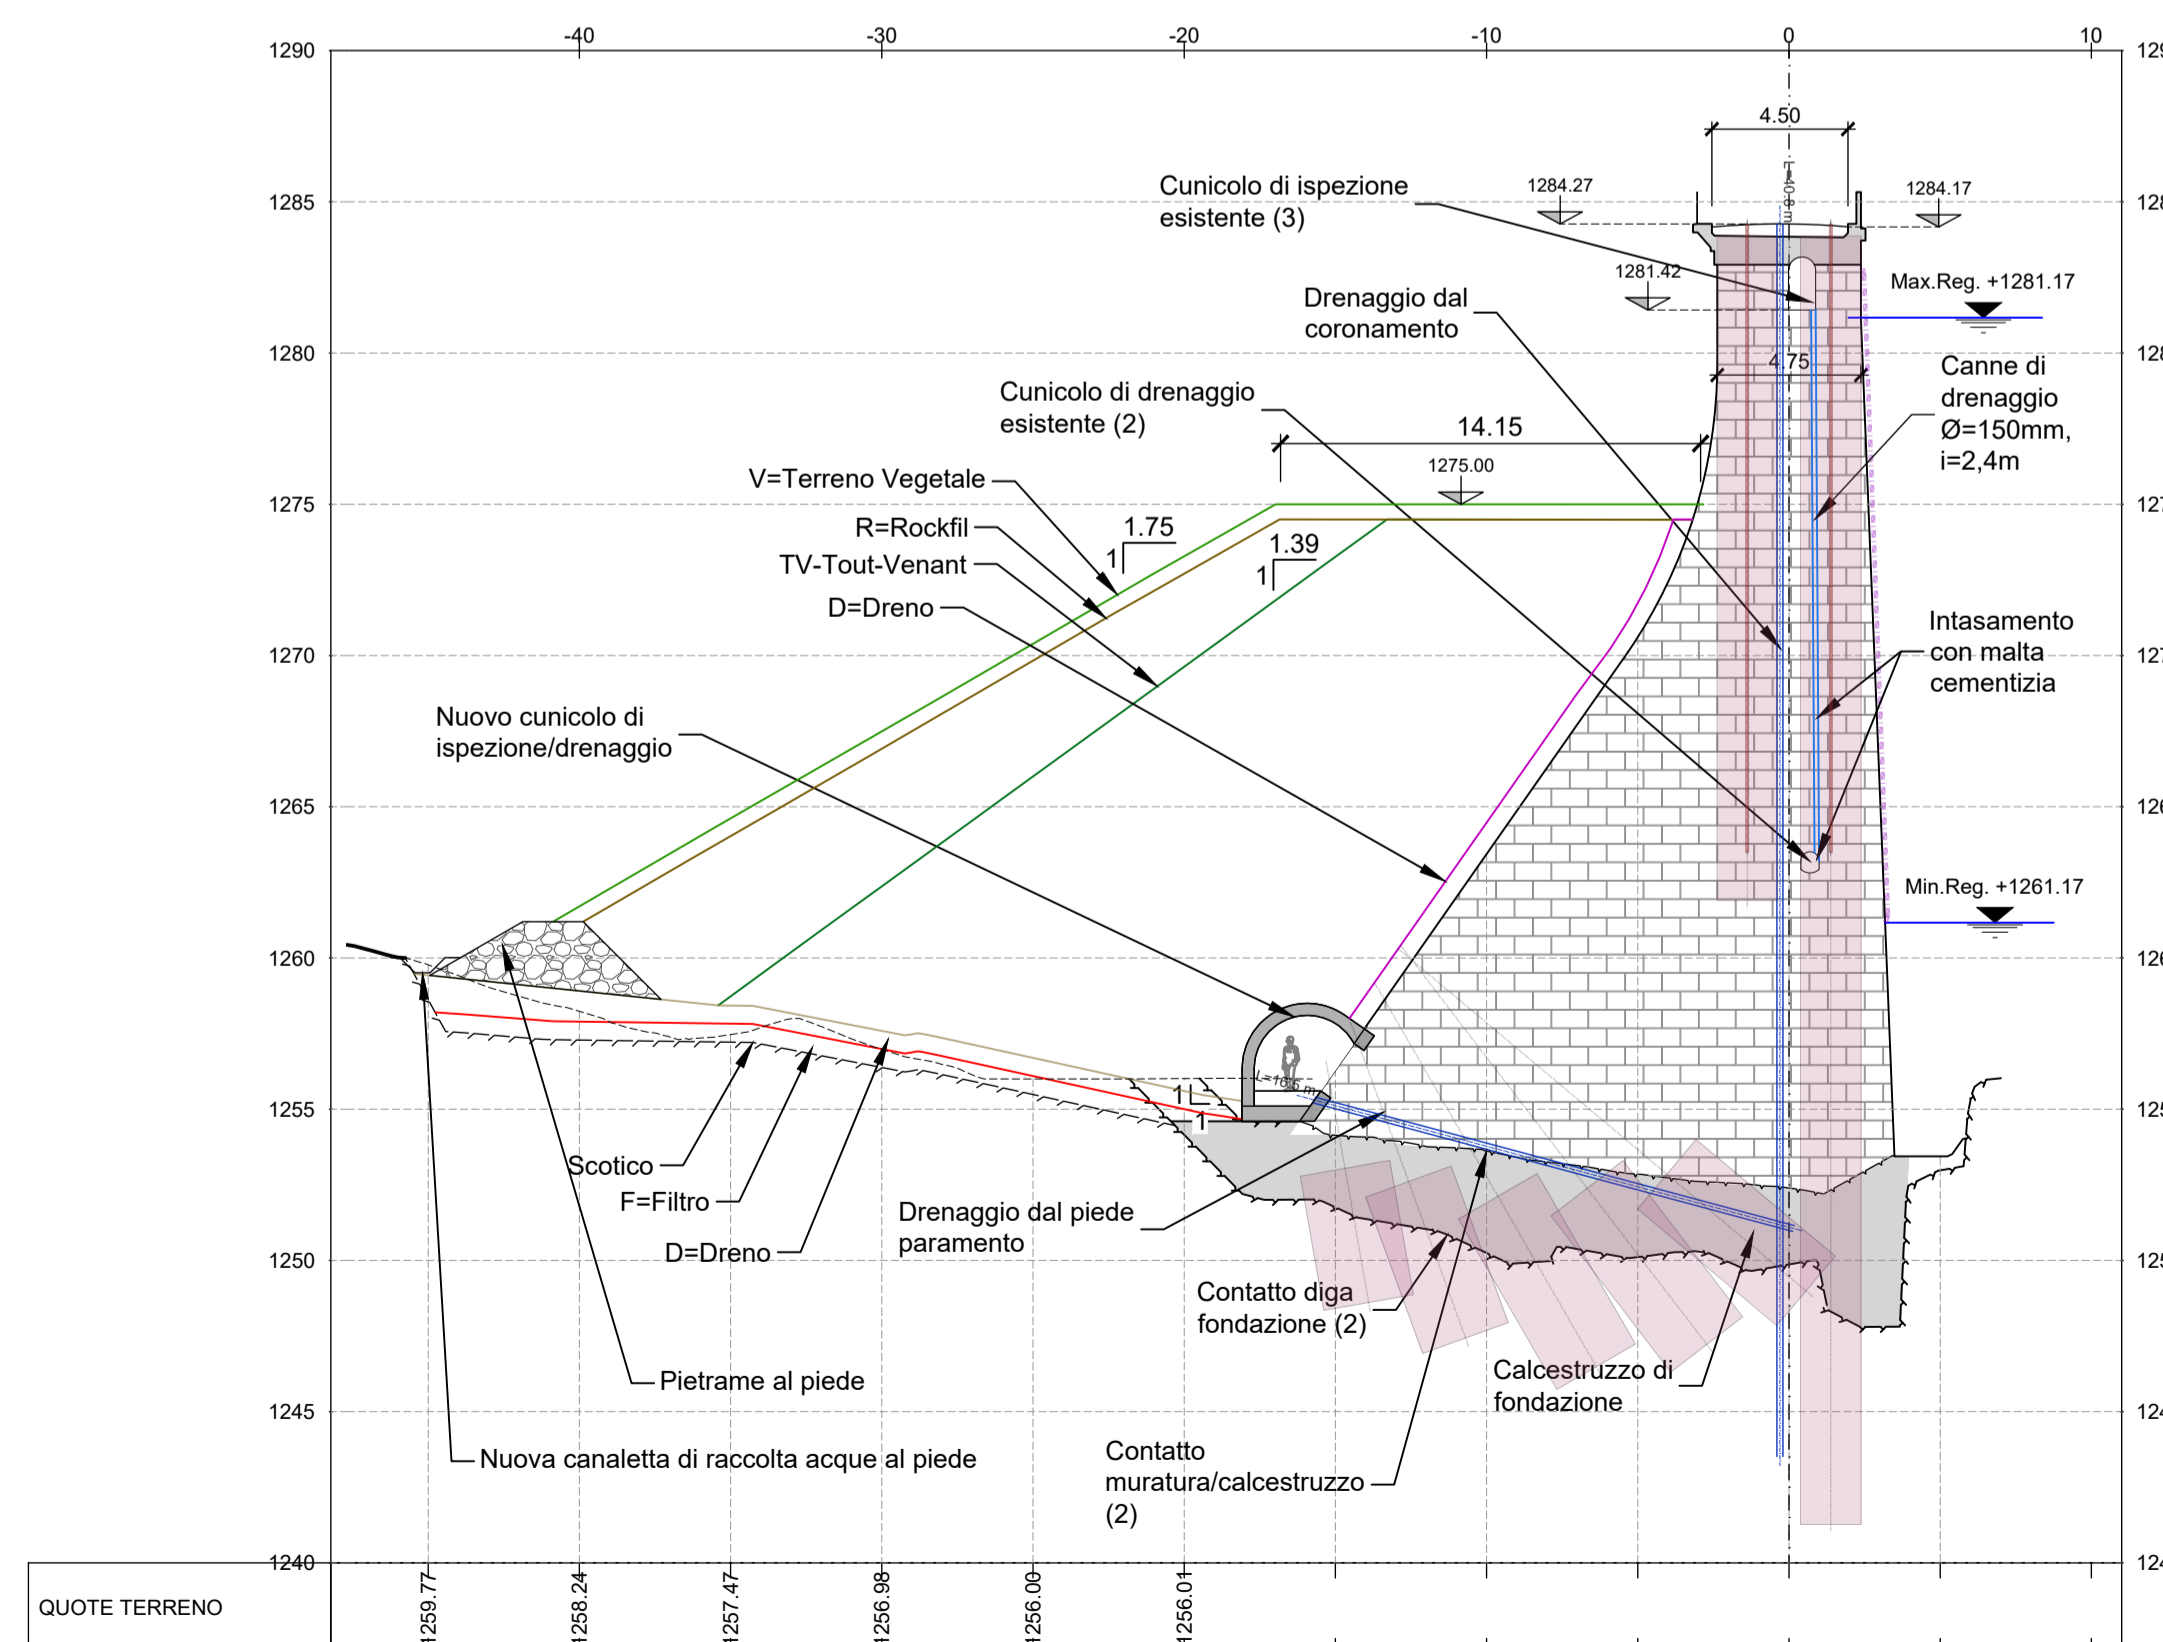 -40
-30
-20
-10
0
10
1290
4.50
Cunicolo di ispezione
esistente (3)
1284.27
L=40.8 m
1284.17
1285
1281.42
Max.Reg. +1281.17
Drenaggio dal
coronamento
1280
4.75
Canne di
drenaggio
Ø=150mm,
i=2,4m
Cunicolo di drenaggio
esistente (2)
14.15
1275.00
V=Terreno Vegetale
1275
R=Rockfil
1.75
1
1.39
1
TV-Tout-Venant
D=Dreno
Intasamento
con malta
cementizia
1270
Nuovo cunicolo di
ispezione/drenaggio
1265
Min.Reg. +1261.17
1260
L=16.5 m
1
1
1255
Scotico
F=Filtro
D=Dreno
Drenaggio dal piede
paramento
1250
Contatto diga
fondazione (2)
Calcestruzzo di
fondazione
Pietrame al piede
1245
Nuova canaletta di raccolta acque al piede
Contatto
muratura/calcestruzzo
(2)
1240
QUOTE TERRENO
1259.77
1258.24
1257.47
1256.98
1256.00
1256.01